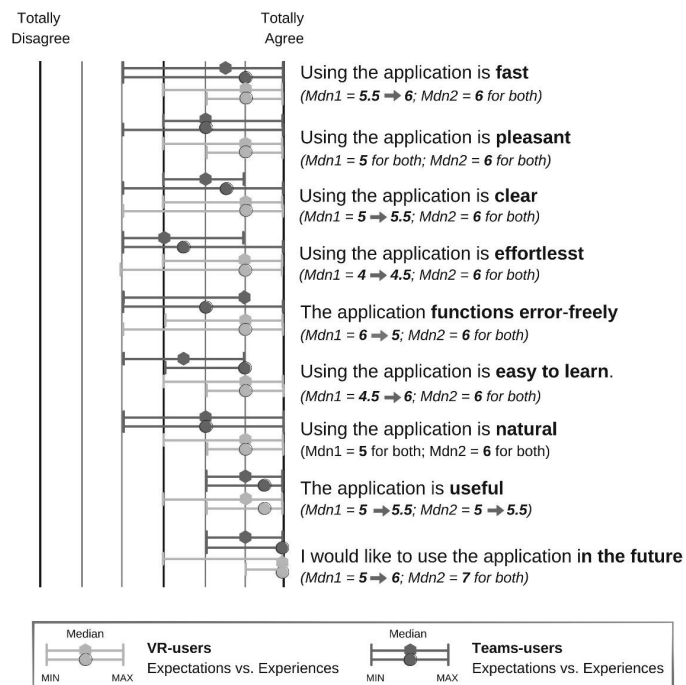 Totally
Disagree
Totally
Agree
Using the application is fast
(Mdn1 = 5.5 → 6; Mdn2 = 6 for both)
Using the application is pleasant
(Mdn1 = 5 for both; Mdn2 = 6 for both)
Using the application is clear
(Mdn1 = 5 → 5.5; Mdn2 = 6 for both)
Using the application is effortlesst
(Mdn1 = 4 → 4.5; Mdn2 = 6 for both)
The application functions error-freely
(Mdn1 = 6 → 5; Mdn2 = 6 for both)
Using the application is easy to learn.
(Mdn1 = 4.5 → 6; Mdn2 = 6 for both)
Using the application is natural
(Mdn1 = 5 for both; Mdn2 = 6 for both)
The application is useful
(Mdn1 = 5 → 5.5; Mdn2 = 5 → 5.5)
I would like to use the application in the future
(Mdn1 = 5 → 6; Mdn2 = 7 for both)
Median
MIN MAX
VR-users
Expectations vs. Experiences
Median
MIN MAX
Teams-users
Expectations vs. Experiences